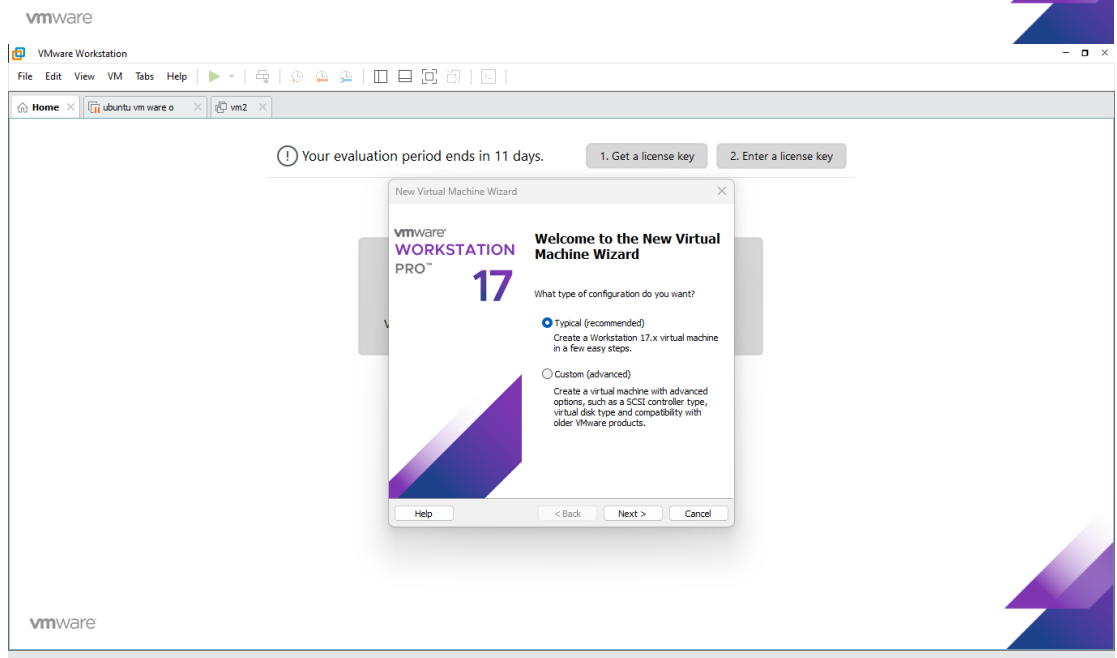 vmware
VMware Workstation
File Edit View VM Tabs Help
Home ubuntu vm ware o vm2
Your evaluation period ends in 11 days. 1. Get a license key 2. Enter a license key
New Virtual Machine Wizard
vmware
WORKSTATION
PRO™
17
Welcome to the New Virtual
Machine Wizard
What type of configuration do you want?
Typical (recommended)
Create a Workstation 17.x virtual machine
in a few easy steps.
Custom (advanced)
Create a virtual machine with advanced
options, such as a SCSI controller type,
virtual disk type and compatibility with
older VMware products.
Help < Back Next > Cancel
vmware